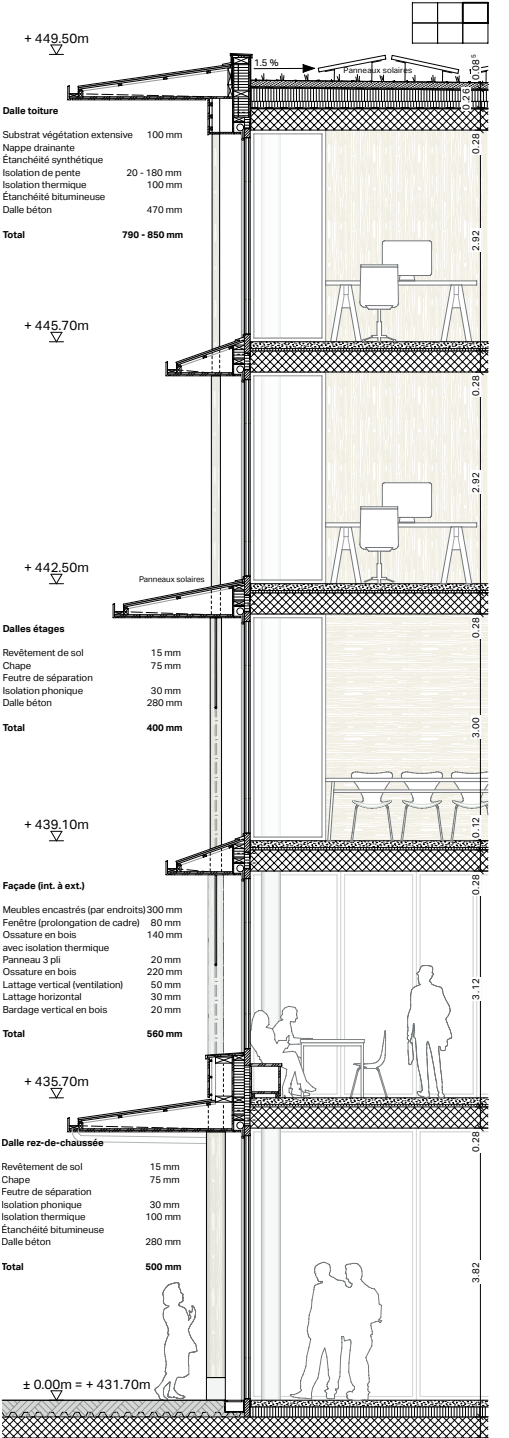 + 449.50m
1.5 %
Panneaux solaires
0.08⁵
0.26
0.28
Dalle toiture
Substrat végétation extensive 100 mm
Nappe drainante
Étanchéité synthétique
Isolation de pente 20 - 180 mm
Isolation thermique 100 mm
Étanchéité bitumineuse
Dalle béton 470 mm
Total 790 - 850 mm
2.92
+ 445.70m
0.28
2.92
+ 442.50m
Panneaux solaires
0.28
Dalles étages
Revêtement de sol 15 mm
Chape 75 mm
Feutre de séparation
Isolation phonique 30 mm
Dalle béton 280 mm
Total 400 mm
3.00
+ 439.10m
0.12
0.28
Façade (int. à ext.)
Meubles encastrés (par endroits) 300 mm
Fenêtre (prolongation de cadre) 80 mm
Ossature en bois 140 mm
avec isolation thermique
Panneau 3 pli 20 mm
Ossature en bois 220 mm
Lattage vertical (ventilation) 50 mm
Lattage horizontal 30 mm
Bardage vertical en bois 20 mm
Total 560 mm
3.12
+ 435.70m
0.28
Dalle rez-de-chaussée
Revêtement de sol 15 mm
Chape 75 mm
Feutre de séparation
Isolation phonique 30 mm
Isolation thermique 100 mm
Étanchéité bitumineuse
Dalle béton 280 mm
Total 500 mm
3.82
± 0.00m = + 431.70m